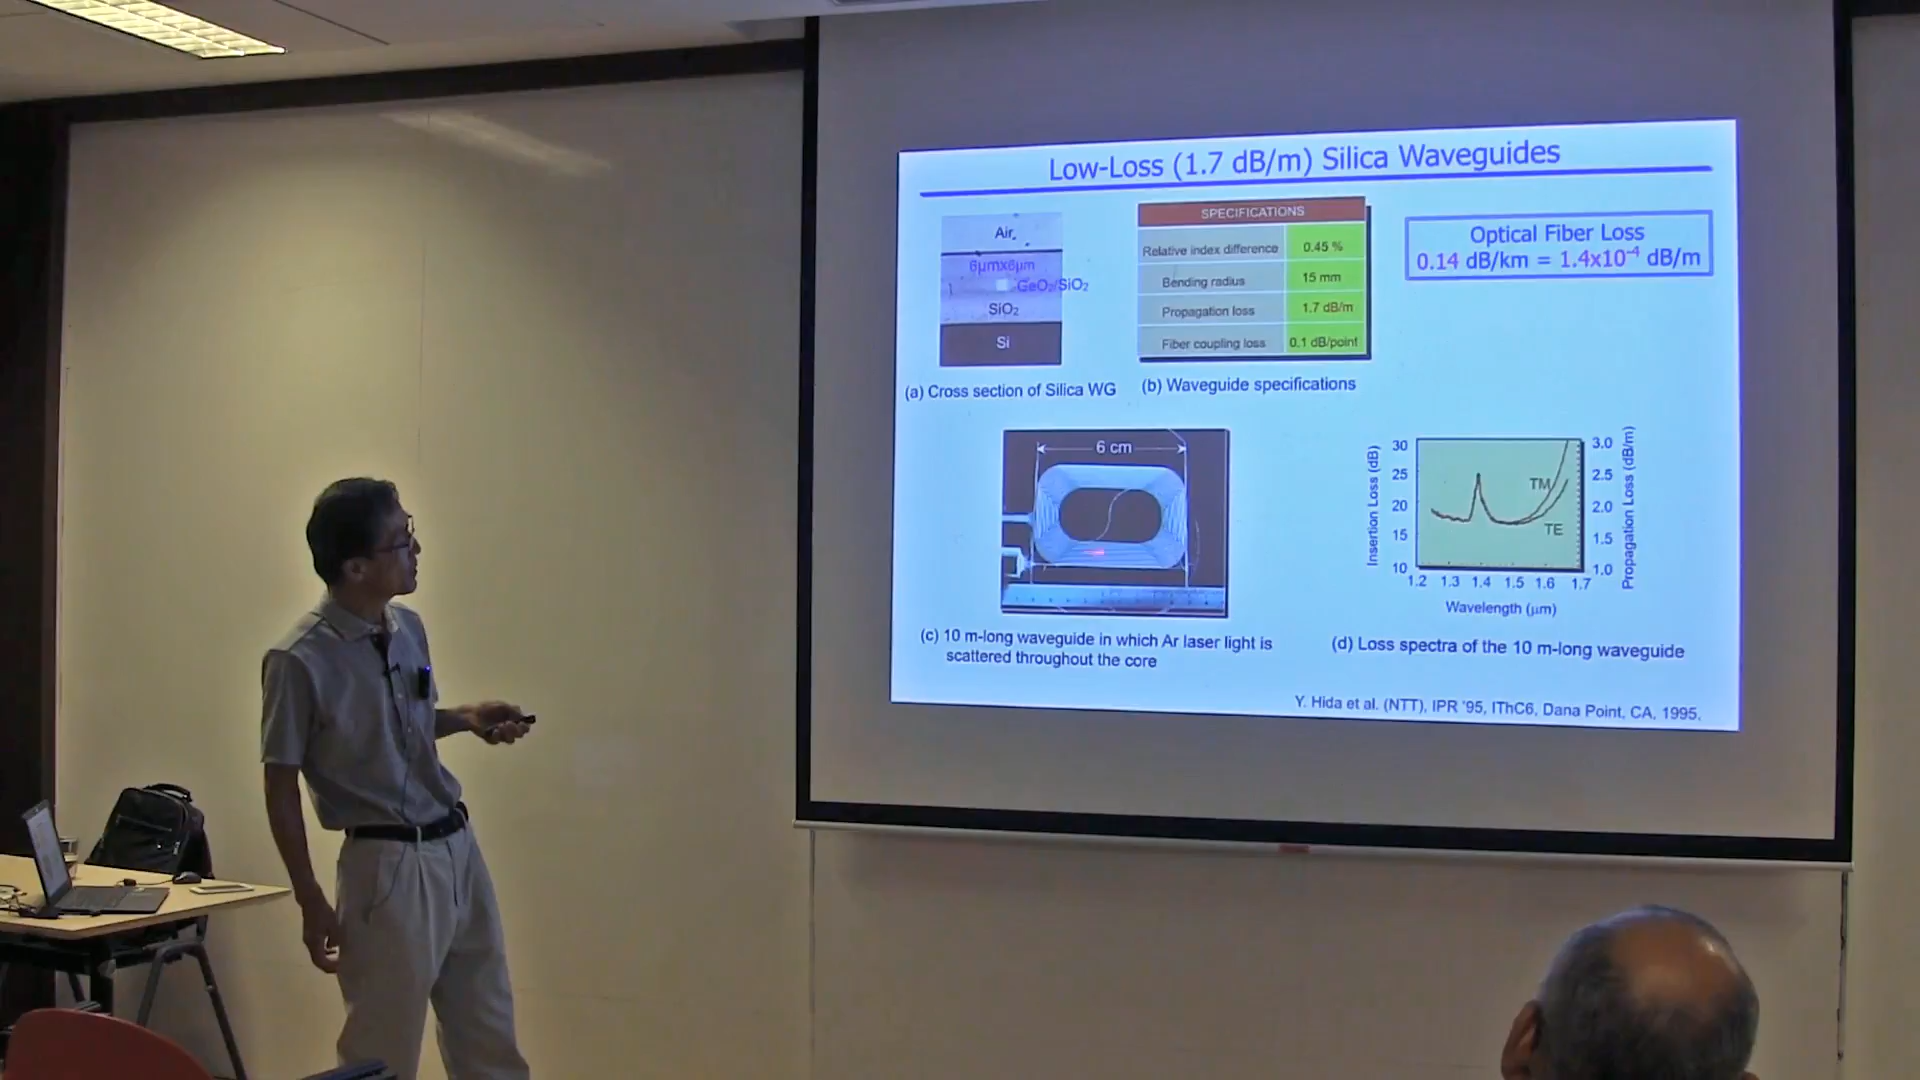 Low-Loss (1.7 dB/m) Silica Waveguides
Air
6μmx6μm
GeO₂/SiO₂
SiO₂
Si
(a) Cross section of Silica WG
SPECIFICATIONS
Relative index difference 0.45 %
Bending radius 15 mm
Propagation loss 1.7 dB/m
Fiber coupling loss 0.1 dB/point
(b) Waveguide specifications
Optical Fiber Loss
0.14 dB/km = 1.4x10⁻⁴ dB/m
6 cm
(c) 10 m-long waveguide in which Ar laser light is
scattered throughout the core
Insertion Loss (dB)
30
25
20
15
10
TM
TE
3.0
2.5
2.0
1.5
1.0
Propagation Loss (dB/m)
1.2 1.3 1.4 1.5 1.6 1.7
Wavelength (μm)
(d) Loss spectra of the 10 m-long waveguide
Y. Hida et al. (NTT), IPR '95, IThC6, Dana Point, CA, 1995.